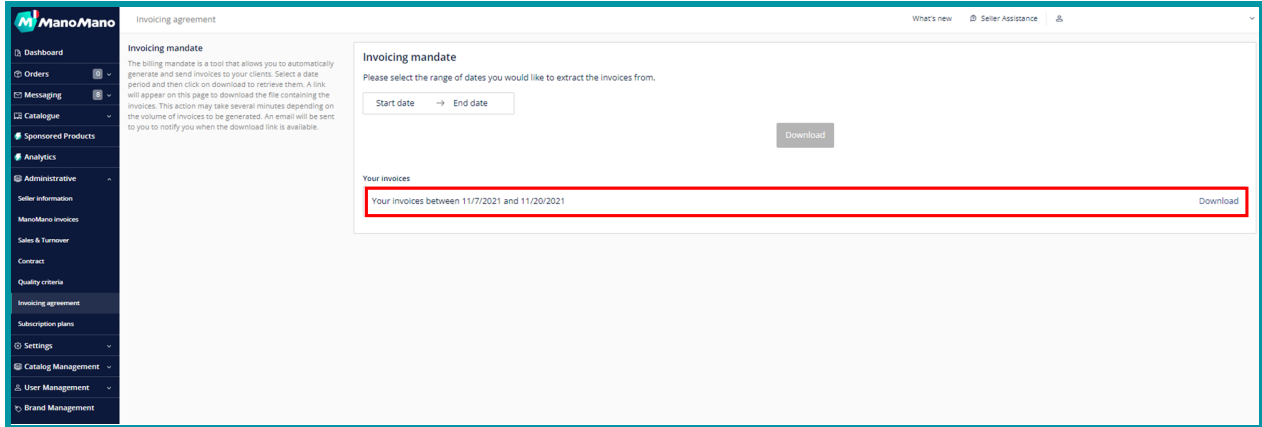 ManoMano
Invoicing agreement
What's new
Seller Assistance
Dashboard
Orders 0
Messaging 8
Catalogue
Sponsored Products
Analytics
Administrative
Seller information
ManoMano invoices
Sales & Turnover
Contract
Quality criteria
Invoicing agreement
Subscription plans
Settings
Catalog Management
User Management
Brand Management
Invoicing mandate
The billing mandate is a tool that allows you to automatically
generate and send invoices to your clients. Select a date
period and then click on download to retrieve them. A link
will appear on this page to download the file containing the
invoices. This action may take several minutes depending on
the volume of invoices to be generated. An email will be sent
to you to notify you when the download link is available.
Invoicing mandate
Please select the range of dates you would like to extract the invoices from.
Start date → End date
Download
Your invoices
Your invoices between 11/7/2021 and 11/20/2021
Download